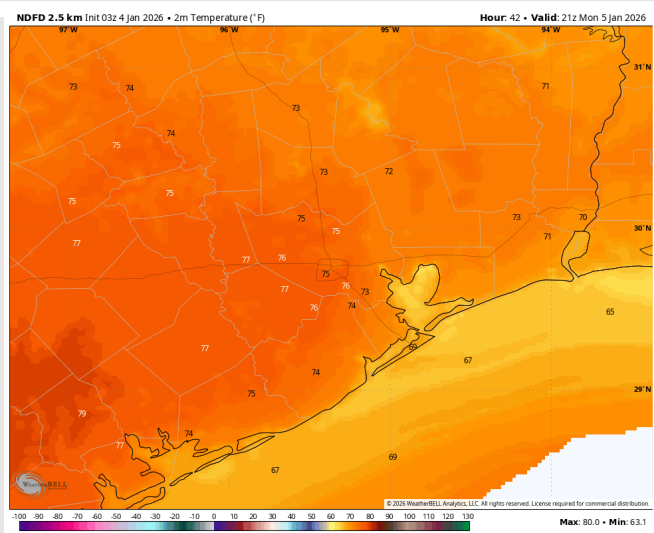 NDFD 2.5 km Init 03z 4 Jan 2026 • 2m Temperature (°F)
Hour: 42 • Valid: 21z Mon 5 Jan 2026
97°W 96°W 95°W 94°W
31°N
73 74 73 71
74
75
73 72
75 75
75 73 70
75 71
30°N
77
77 76
75
77 76 73
76 74
65
77 69
67
74
29°N
75
79
74
77
67 69
WEATHERBELL
© 2026 WeatherBELL Analytics, LLC. All rights reserved. License required for commercial distribution.
-100 -90 -80 -70 -60 -50 -40 -30 -20 -10 0 10 20 30 40 50 60 70 80 90 100 110 120 130
Max: 80.0 • Min: 63.1